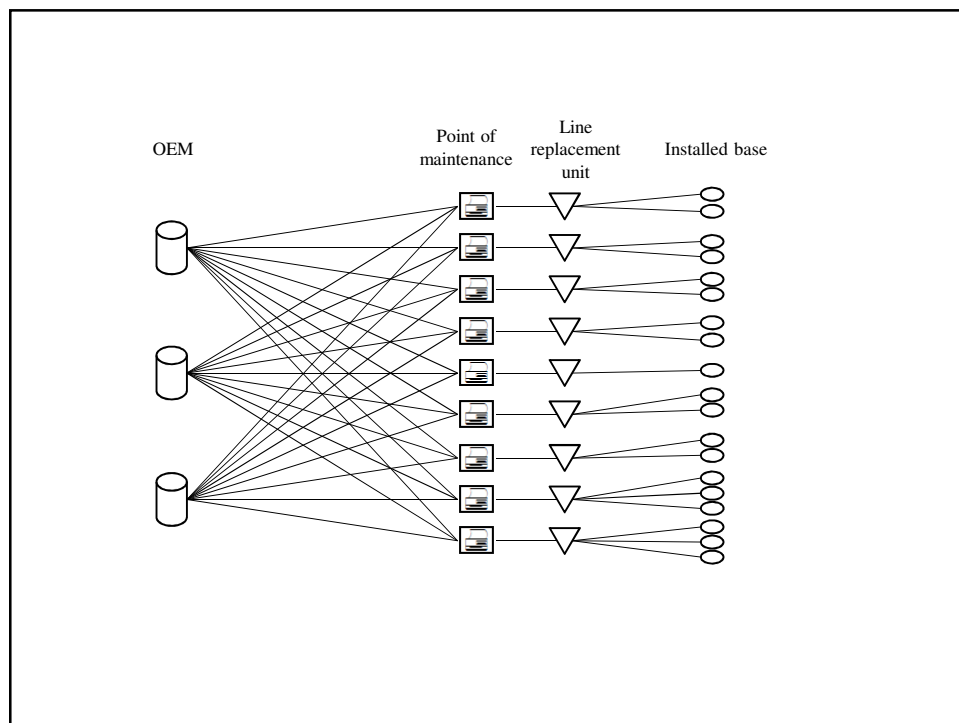 OEM
Point of
maintenance
Line
replacement
unit
Installed base